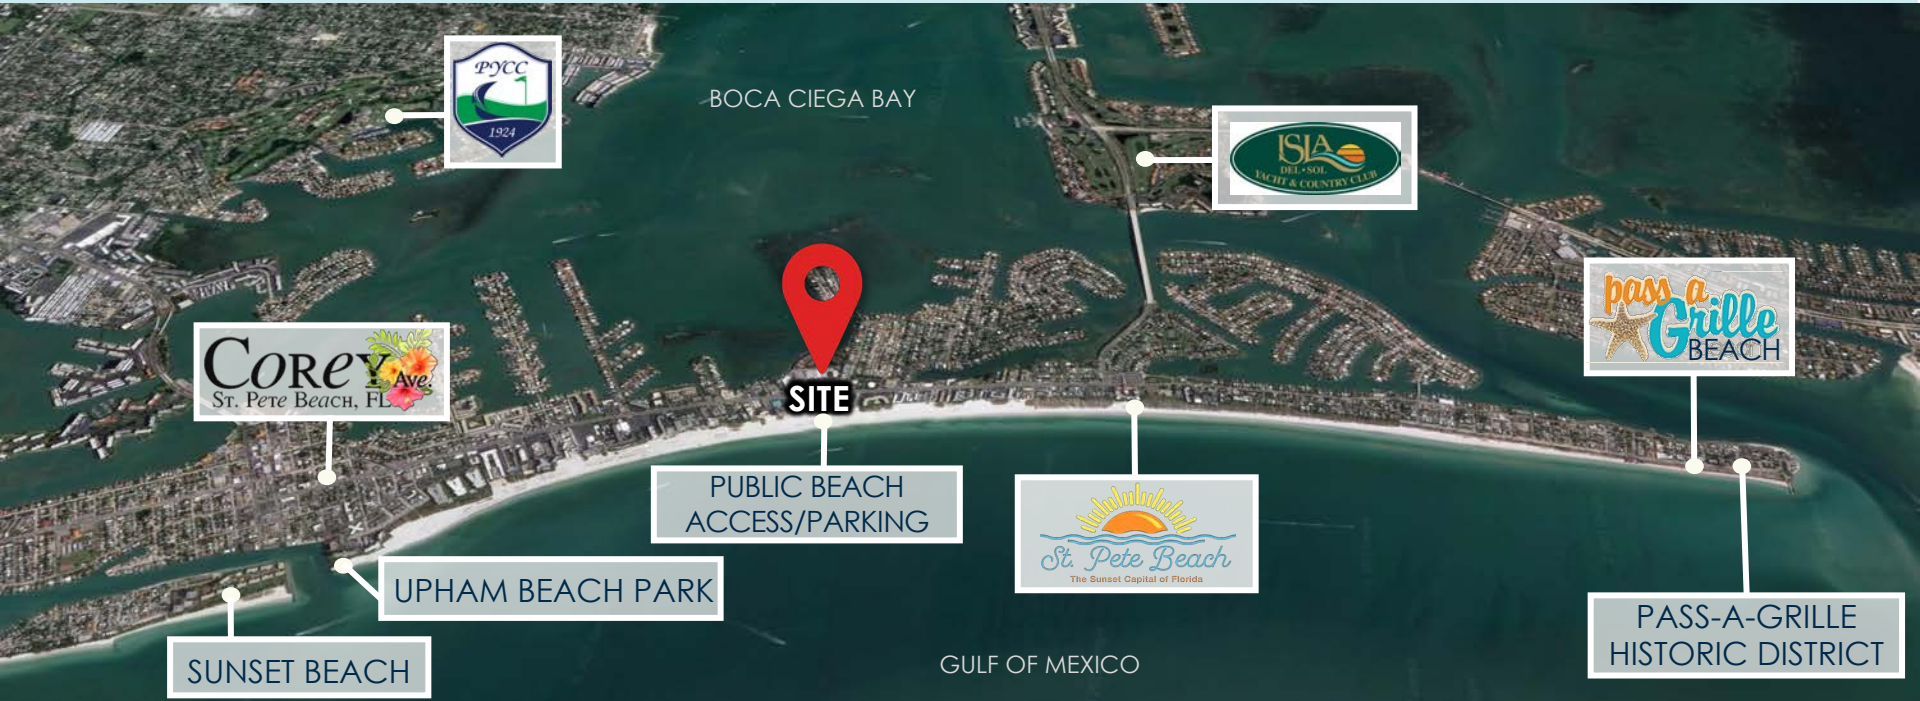 PYCC
1924
BOCA CIEGA BAY
ISLA
DEL•SOL
YACHT & COUNTRY CLUB
pass a
Grille
BEACH
COREY Ave.
ST. PETE BEACH, FL
SITE
PUBLIC BEACH
ACCESS/PARKING
St. Pete Beach
The Sunset Capital of Florida
UPHAM BEACH PARK
SUNSET BEACH
PASS-A-GRILLE
HISTORIC DISTRICT
GULF OF MEXICO